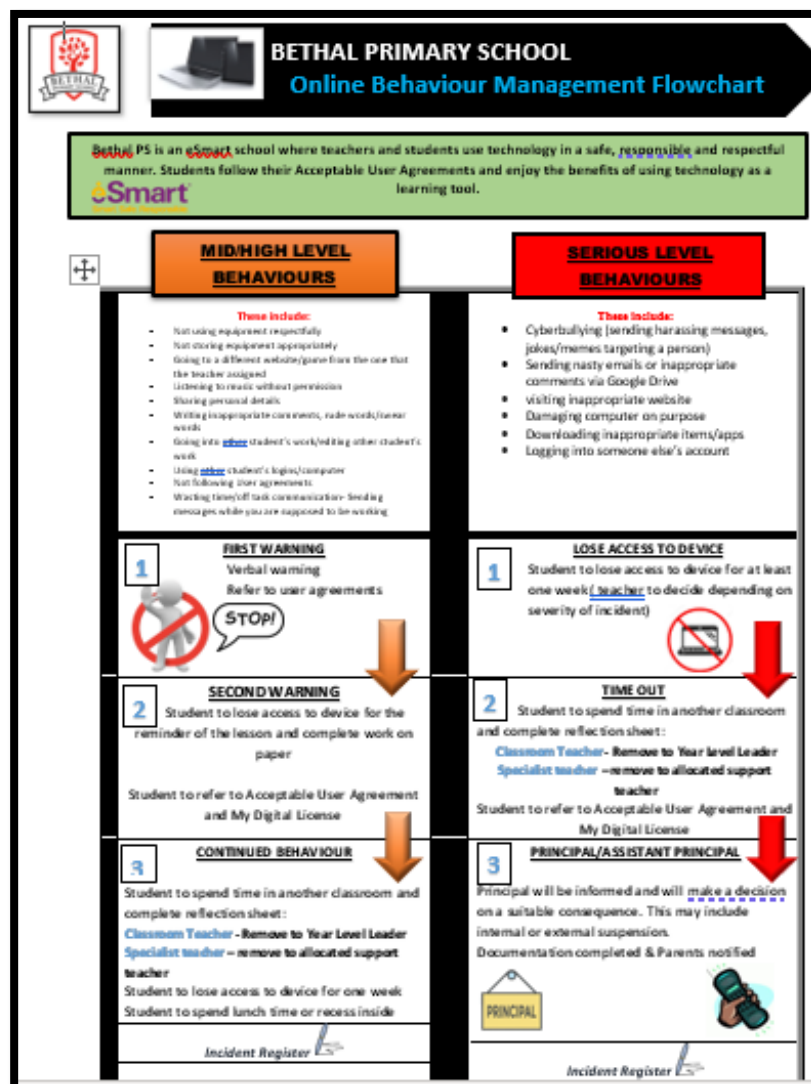 BETHAL PRIMARY SCHOOL
Online Behaviour Management Flowchart
BETHAL
Bethal PS is an eSmart school where teachers and students use technology in a safe, responsible and respectful
manner. Students follow their Acceptable User Agreements and enjoy the benefits of using technology as a
learning tool.
eSmart
MID/HIGH LEVEL
BEHAVIOURS
These include:
- Not using equipment respectfully
- Not storing equipment appropriately
- Going to a different website/game from the one that
the teacher assigned
- Listening to music without permission
- Sharing personal details
- Writing inappropriate comments, rude words/swear
words
- Going into other student's work/editing other student's
work
- Using other student's logins/computer
- Not following User agreements
- Wasting time/off task communication- Sending
messages while you are supposed to be working
1
FIRST WARNING
Verbal warning
Refer to user agreements
STOP!
2
SECOND WARNING
Student to lose access to device for the
reminder of the lesson and complete work on
paper
Student to refer to Acceptable User Agreement
and My Digital License
3
CONTINUED BEHAVIOUR
Student to spend time in another classroom and
complete reflection sheet:
Classroom Teacher -Remove to Year Level Leader
Specialist teacher – remove to allocated support
teacher
Student to lose access to device for one week
Student to spend lunch time or recess inside
Incident Register
SERIOUS LEVEL
BEHAVIOURS
These include:
• Cyberbullying (sending harassing messages,
jokes/memes targeting a person)
• Sending nasty emails or inappropriate
comments via Google Drive
• visiting inappropriate website
• Damaging computer on purpose
• Downloading inappropriate items/apps
• Logging into someone else's account
1
LOSE ACCESS TO DEVICE
Student to lose access to device for at least
one week( teacher to decide depending on
severity of incident)
2
TIME OUT
Student to spend time in another classroom
and complete reflection sheet:
Classroom Teacher- Remove to Year Level Leader
Specialist teacher –remove to allocated support
teacher
Student to refer to Acceptable User Agreement and
My Digital License
3
PRINCIPAL/ASSISTANT PRINCIPAL
Principal will be informed and will make a decision
on a suitable consequence. This may include
internal or external suspension.
Documentation completed & Parents notified
PRINCIPAL
Incident Register